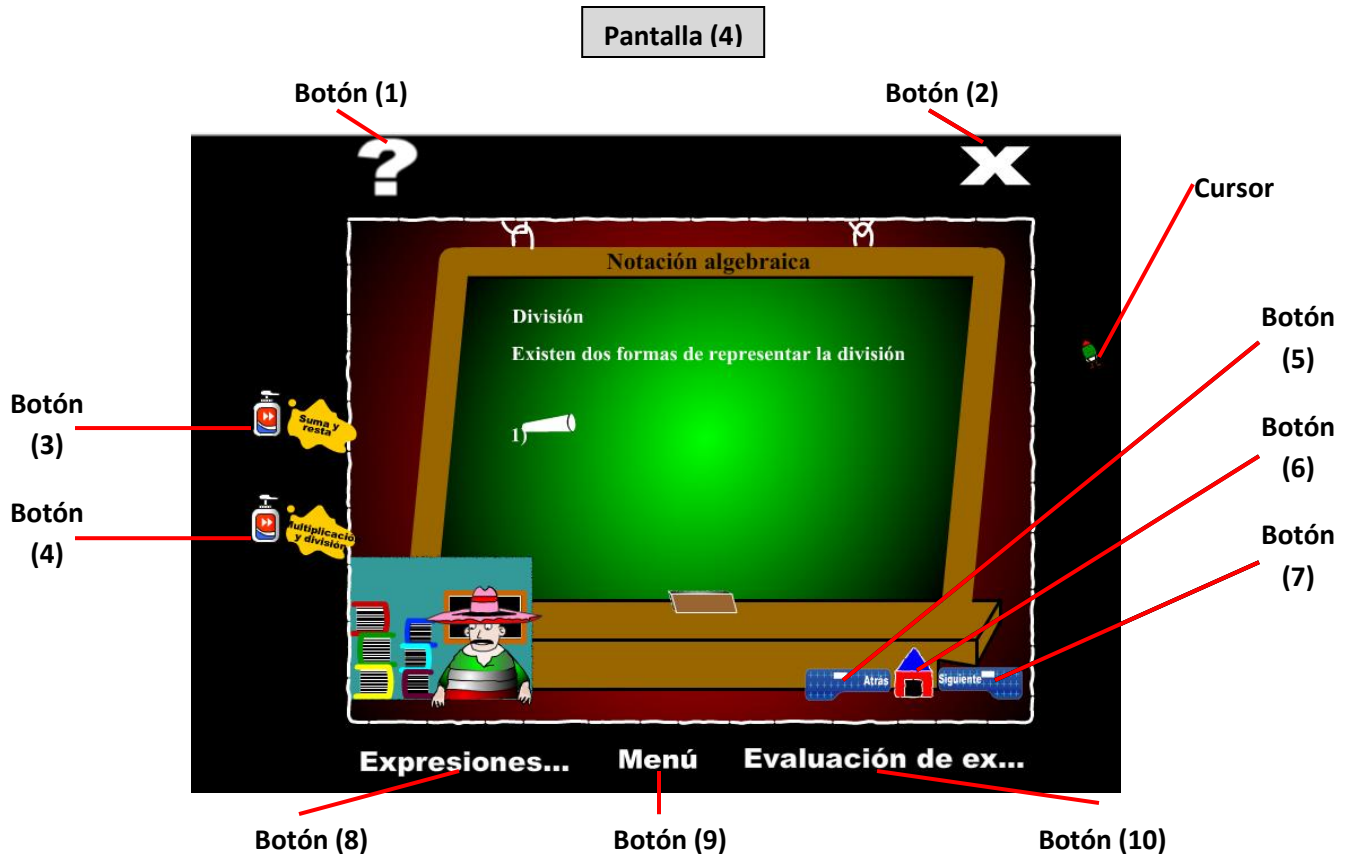 Pantalla (4)
Botón (1)
Botón (2)
?
X
Cursor
Notación algebraica
División
Existen dos formas de representar la división
1)
Botón
(3)
Suma y
resta
Botón
(4)
Multiplicació
y división
Botón
(5)
Botón
(6)
Botón
(7)
Atrás
Siguiente
Expresiones...
Menú
Evaluación de ex...
Botón (8)
Botón (9)
Botón (10)